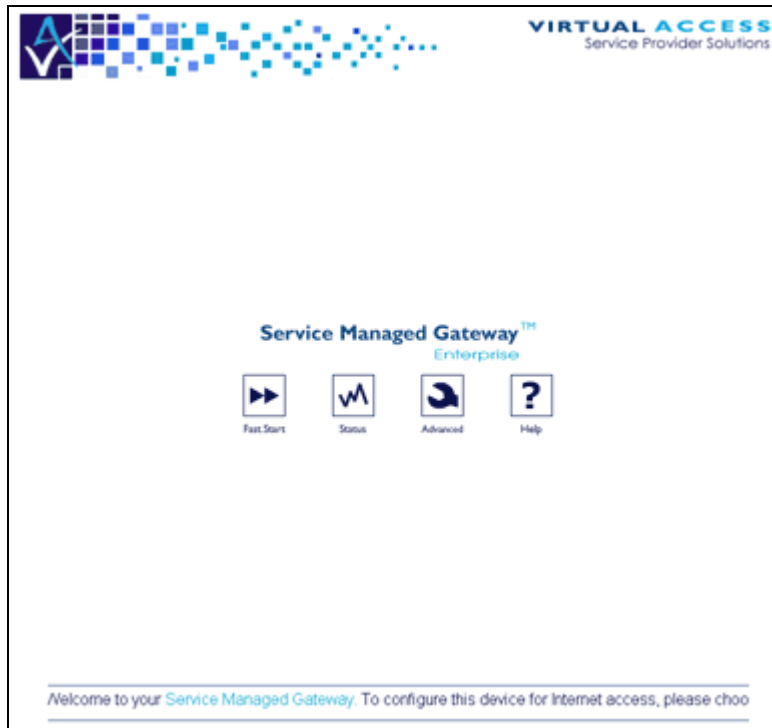 VIRTUAL ACCESS
Service Provider Solutions
Service Managed Gateway™
Enterprise
Fast.Start Status Advanced Help
Welcome to your Service Managed Gateway. To configure this device for Internet access, please choo